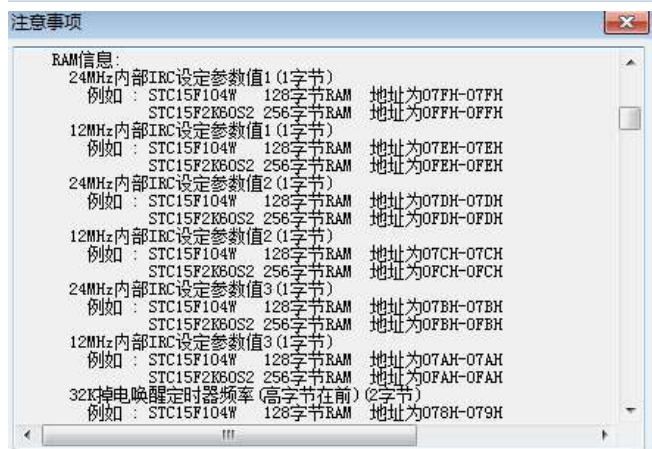 注意事项
RAM信息:
24MHz内部IRC设定参数值1(1字节)
例如 : STC15F104W 128字节RAM 地址为07FH-07FH
STC15F2K60S2 256字节RAM 地址为0FFH-0FFH
12MHz内部IRC设定参数值1(1字节)
例如 : STC15F104W 128字节RAM 地址为07EH-07EH
STC15F2K60S2 256字节RAM 地址为0FEH-0FEH
24MHz内部IRC设定参数值2(1字节)
例如 : STC15F104W 128字节RAM 地址为07DH-07DH
STC15F2K60S2 256字节RAM 地址为0FDH-0FDH
12MHz内部IRC设定参数值2(1字节)
例如 : STC15F104W 128字节RAM 地址为07CH-07CH
STC15F2K60S2 256字节RAM 地址为0FCH-0FCH
24MHz内部IRC设定参数值3(1字节)
例如 : STC15F104W 128字节RAM 地址为07BH-07BH
STC15F2K60S2 256字节RAM 地址为0FBH-0FBH
12MHz内部IRC设定参数值3(1字节)
例如 : STC15F104W 128字节RAM 地址为07AH-07AH
STC15F2K60S2 256字节RAM 地址为0FAH-0FAH
32K掉电唤醒定时器频率(高字节在前)(2字节)
例如 : STC15F104W 128字节RAM 地址为078H-079H